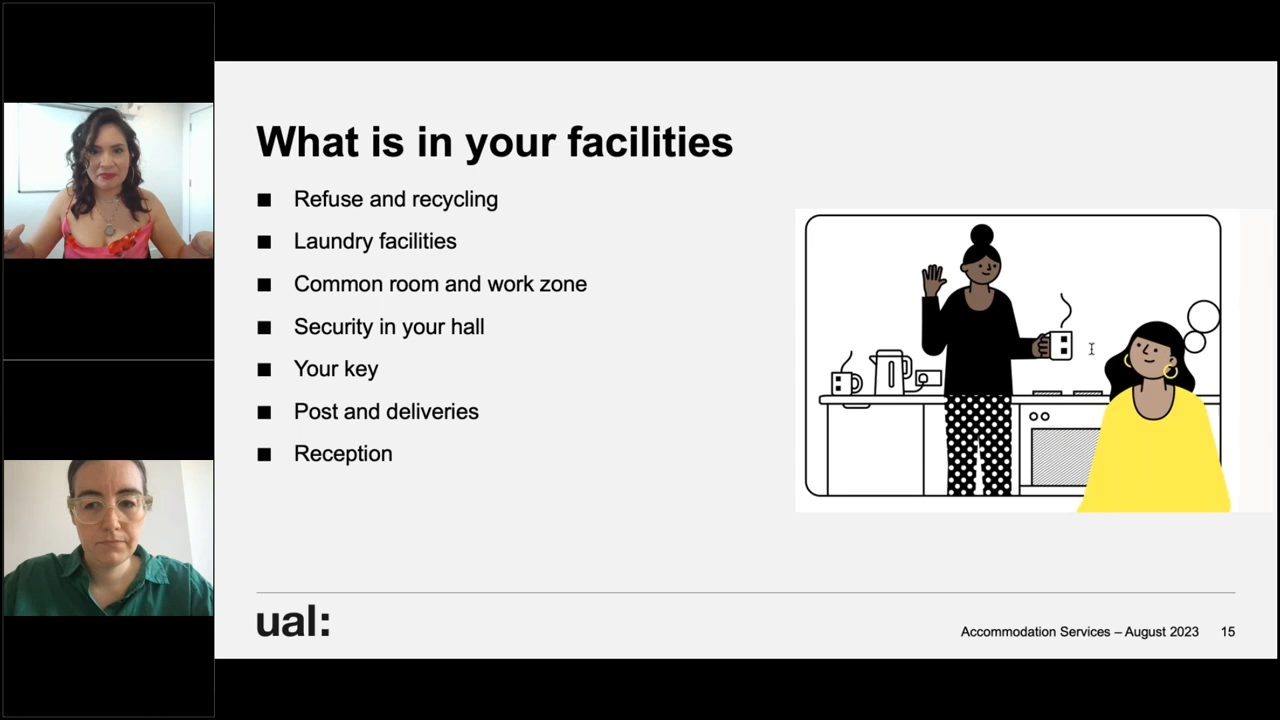 What is in your facilities
Refuse and recycling
Laundry facilities
Common room and work zone
Security in your hall
Your key
Post and deliveries
Reception
ual:
Accommodation Services – August 2023 15